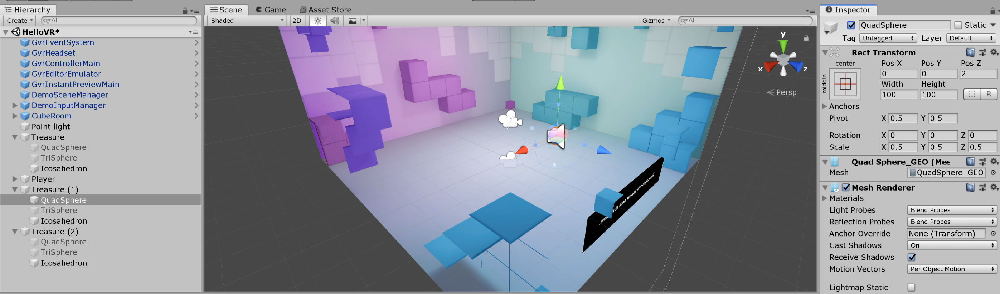 Hierarchy
Create
All
HelloVR*
GvrEventSystem
GvrHeadset
GvrControllerMain
GvrEditorEmulator
GvrInstantPreviewMain
DemoSceneManager
DemoInputManager
CubeRoom
Point light
Treasure
QuadSphere
TriSphere
Icosahedron
Player
Treasure (1)
QuadSphere
TriSphere
Icosahedron
Treasure (2)
QuadSphere
TriSphere
Icosahedron
Scene Game Asset Store
Shaded 2D Gizmos All
y
x z
Persp
Inspector
QuadSphere Static
Tag Untagged Layer Default
Rect Transform
center Pos X Pos Y Pos Z
middle 0 0 2
Width Height
100 100 R
Anchors
Pivot X 0.5 Y 0.5
Rotation X 0 Y 0 Z 0
Scale X 0.5 Y 0.5 Z 0.5
Quad Sphere_GEO (Mes
Mesh QuadSphere_GEO
Mesh Renderer
Materials
Light Probes Blend Probes
Reflection Probes Blend Probes
Anchor Override None (Transform)
Cast Shadows On
Receive Shadows
Motion Vectors Per Object Motion
Lightmap Static